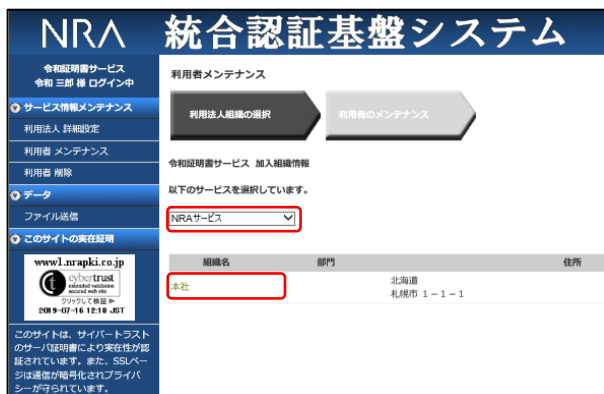 NRA 統合認証基盤システム
令和証明書サービス
令和 三郎 様 ログイン中
サービス情報メンテナンス
利用法人 詳細設定
利用者 メンテナンス
利用者 削除
データ
ファイル送信
このサイトの実在証明
www1.nrapki.co.jp
cybertrust
extended validation
secured web site
クリックして検証
2019-07-16 12:18 JST
このサイトは、サイバートラスト
のサーバ証明書により実在性が認
証されています。また、SSLペー
ジは通信が暗号化されプライバ
シーが守られています。
利用者メンテナンス
利用法人組織の選択
利用者のメンテナンス
令和証明書サービス 加入組織情報
以下のサービスを選択しています。
NRAサービス
組織名 部門 住所
本社 北海道
札幌市 1-1-1